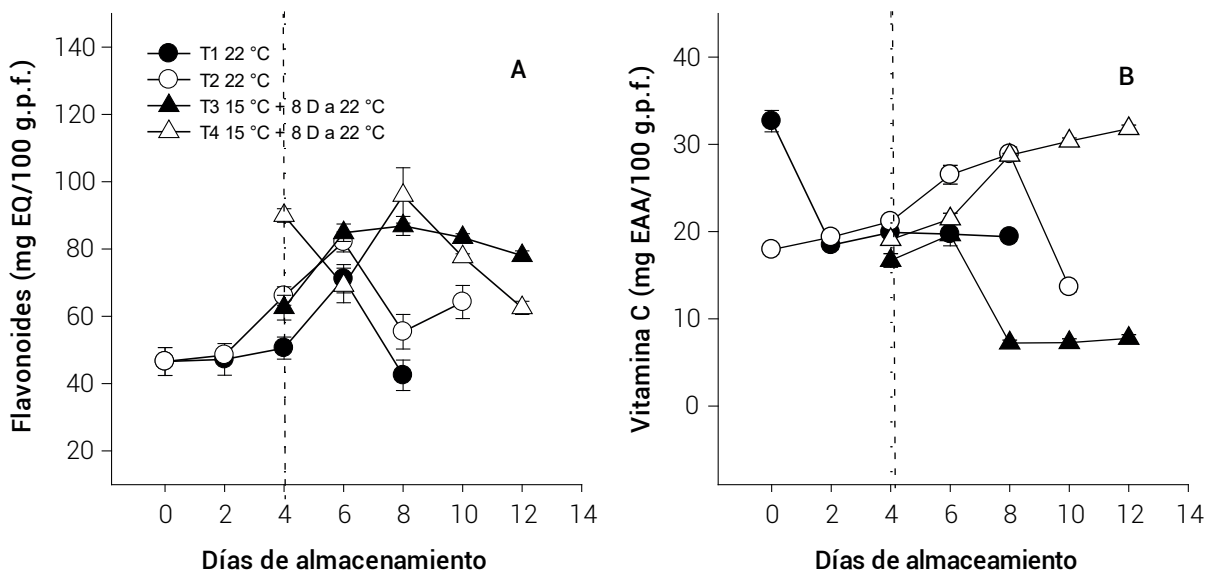 Flavonoides (mg EQ/100 g.p.f.)
140
120
100
80
60
40
20
T1 22 °C
T2 22 °C
T3 15 °C + 8 D a 22 °C
T4 15 °C + 8 D a 22 °C
A
0 2 4 6 8 10 12 14
Días de almacenamiento
Vitamina C (mg EAA/100 g.p.f.)
40
30
20
10
0
B
0 2 4 6 8 10 12 14
Días de almaceamiento